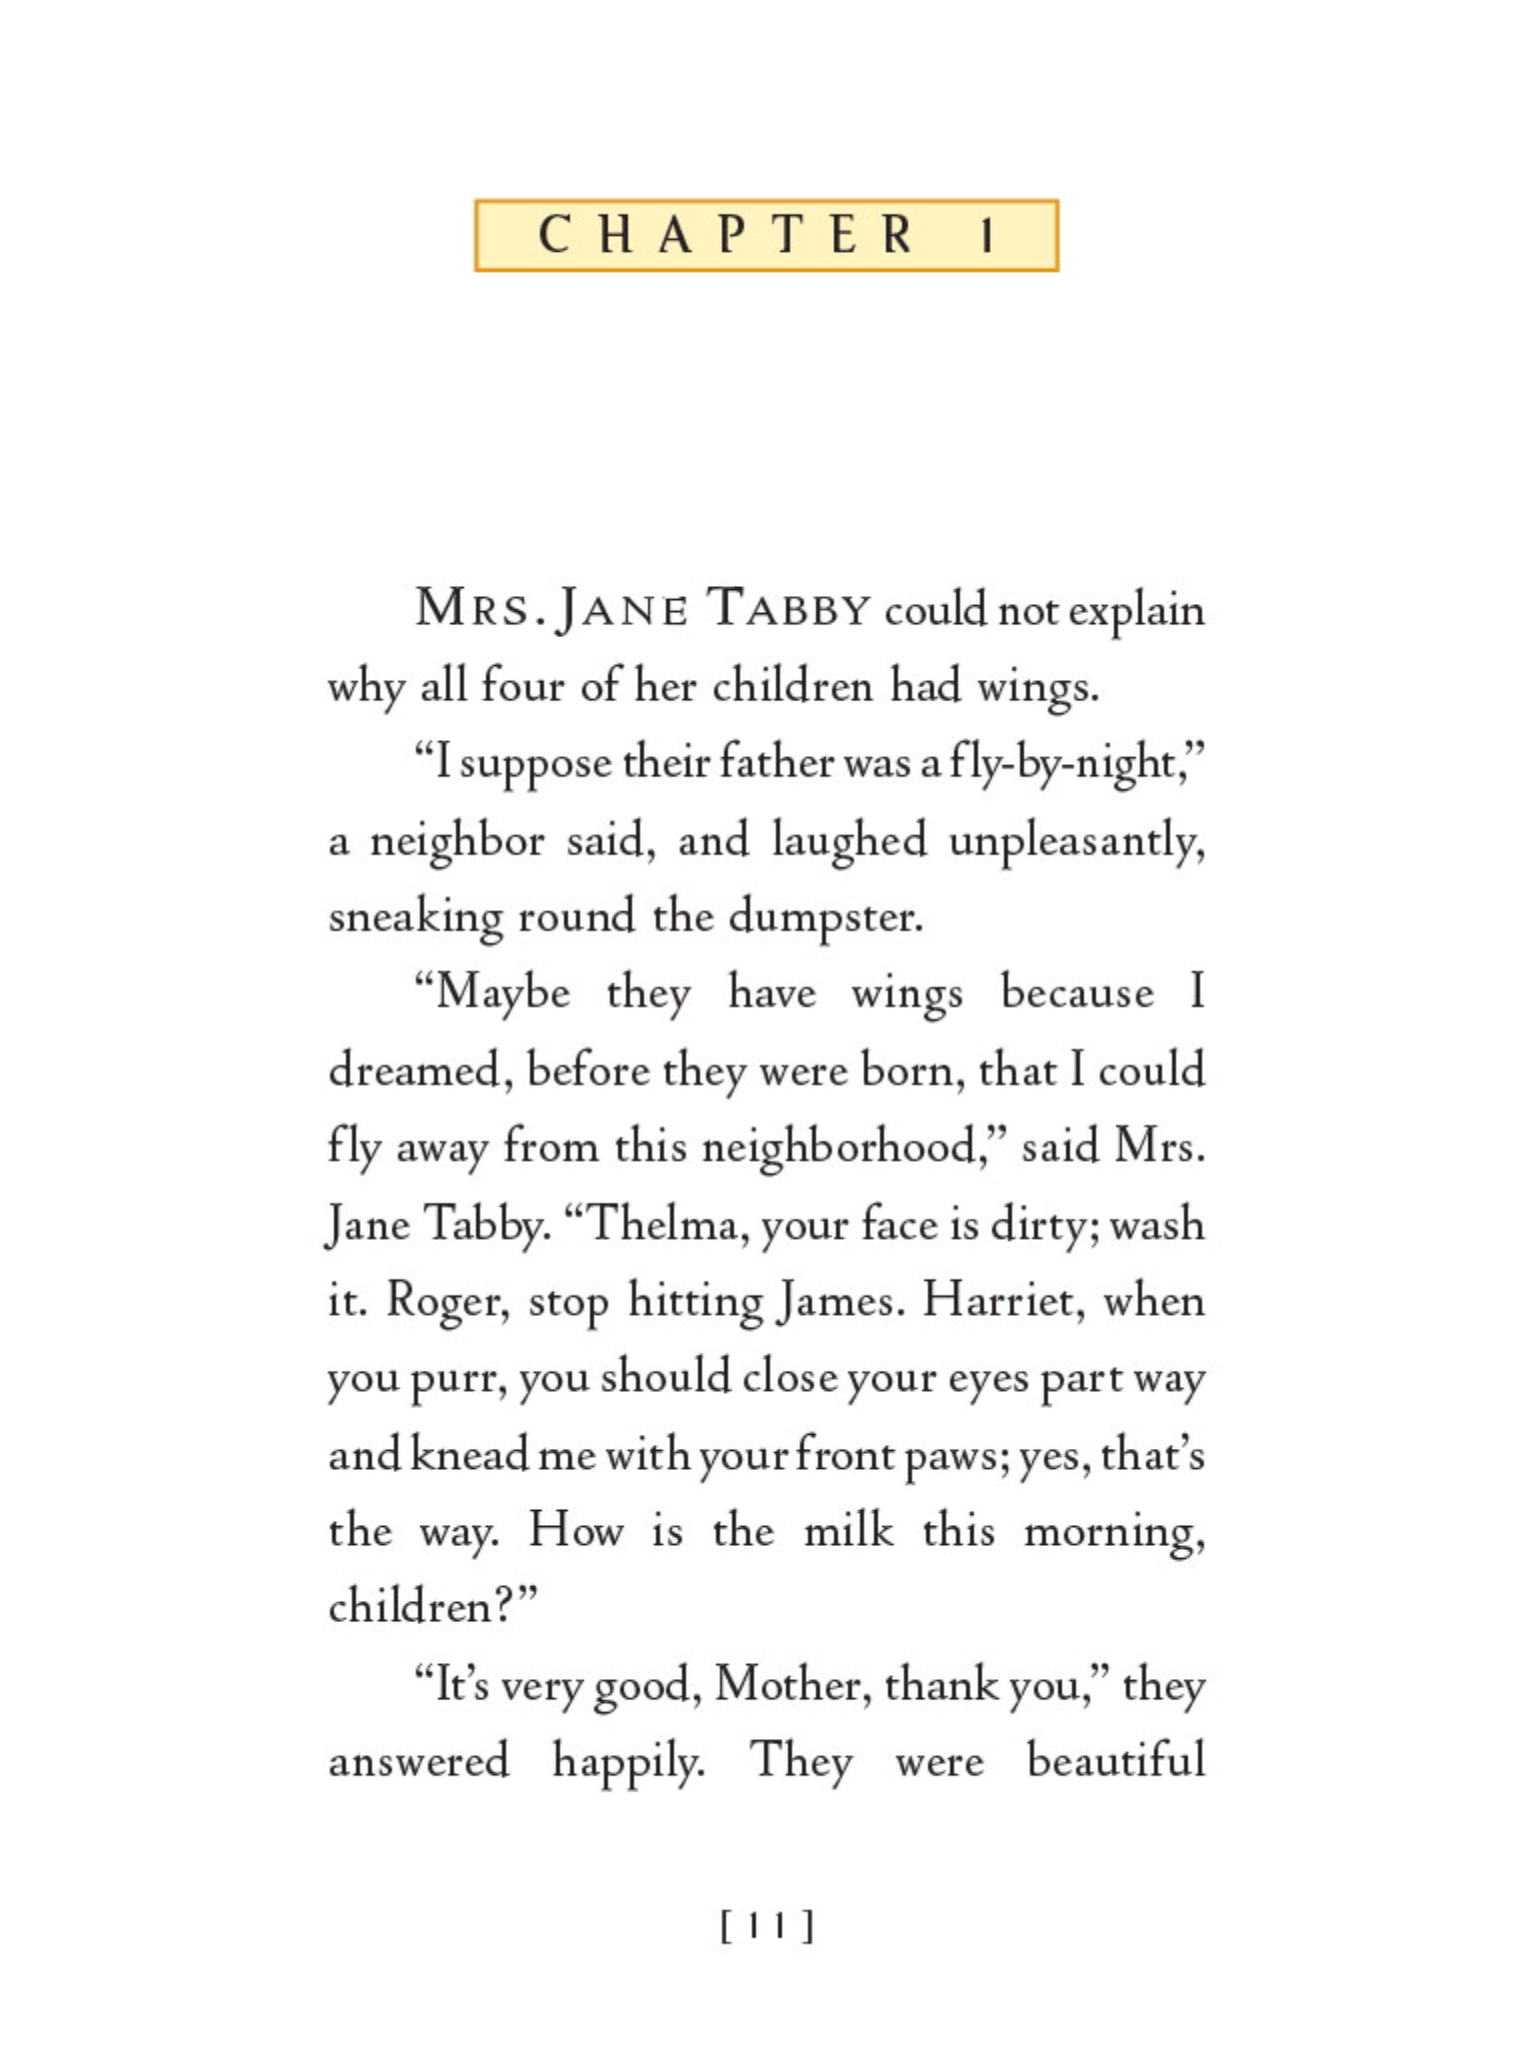 CHAPTER 1
MRS. JANE TABBY could not explain
why all four of her children had wings.
“I suppose their father was a fly-by-night,”
a neighbor said, and laughed unpleasantly,
sneaking round the dumpster.
“Maybe they have wings because I
dreamed, before they were born, that I could
fly away from this neighborhood,” said Mrs.
Jane Tabby. “Thelma, your face is dirty; wash
it. Roger, stop hitting James. Harriet, when
you purr, you should close your eyes part way
and knead me with your front paws; yes, that’s
the way. How is the milk this morning,
children?”
“It’s very good, Mother, thank you,” they
answered happily. They were beautiful
[ 11 ]